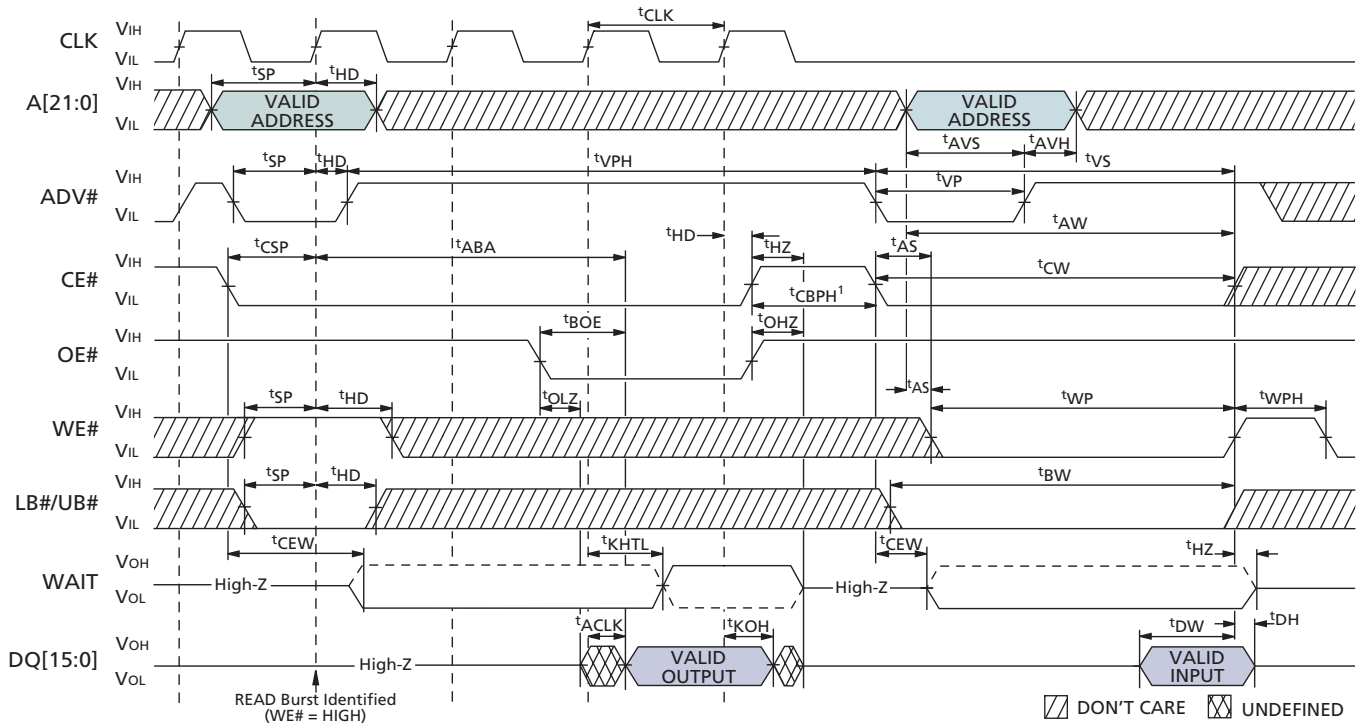 tCLK
CLK
VIH
VIL
tSP
tHD
A[21:0]
VIH
VIL
VALID
ADDRESS
VALID
ADDRESS
tAVS
tAVH
tSP
tHD
tVPH
tVS
ADV#
VIH
VIL
tVP
tHD
tAW
tCSP
tABA
tHZ
tAS
CE#
VIH
VIL
tCW
tCBPH1
tBOE
tOHZ
OE#
VIH
VIL
tAS
tSP
tHD
tOLZ
tWP
tWPH
WE#
VIH
VIL
tSP
tHD
tBW
LB#/UB#
VIH
VIL
tCEW
tKHTL
tCEW
tHZ
WAIT
VOH
VOL
High-Z
High-Z
tACLK
tKOH
tDW
tDH
DQ[15:0]
VOH
VOL
High-Z
VALID
OUTPUT
VALID
INPUT
READ Burst Identified
(WE# = HIGH)
DON'T CARE
UNDEFINED